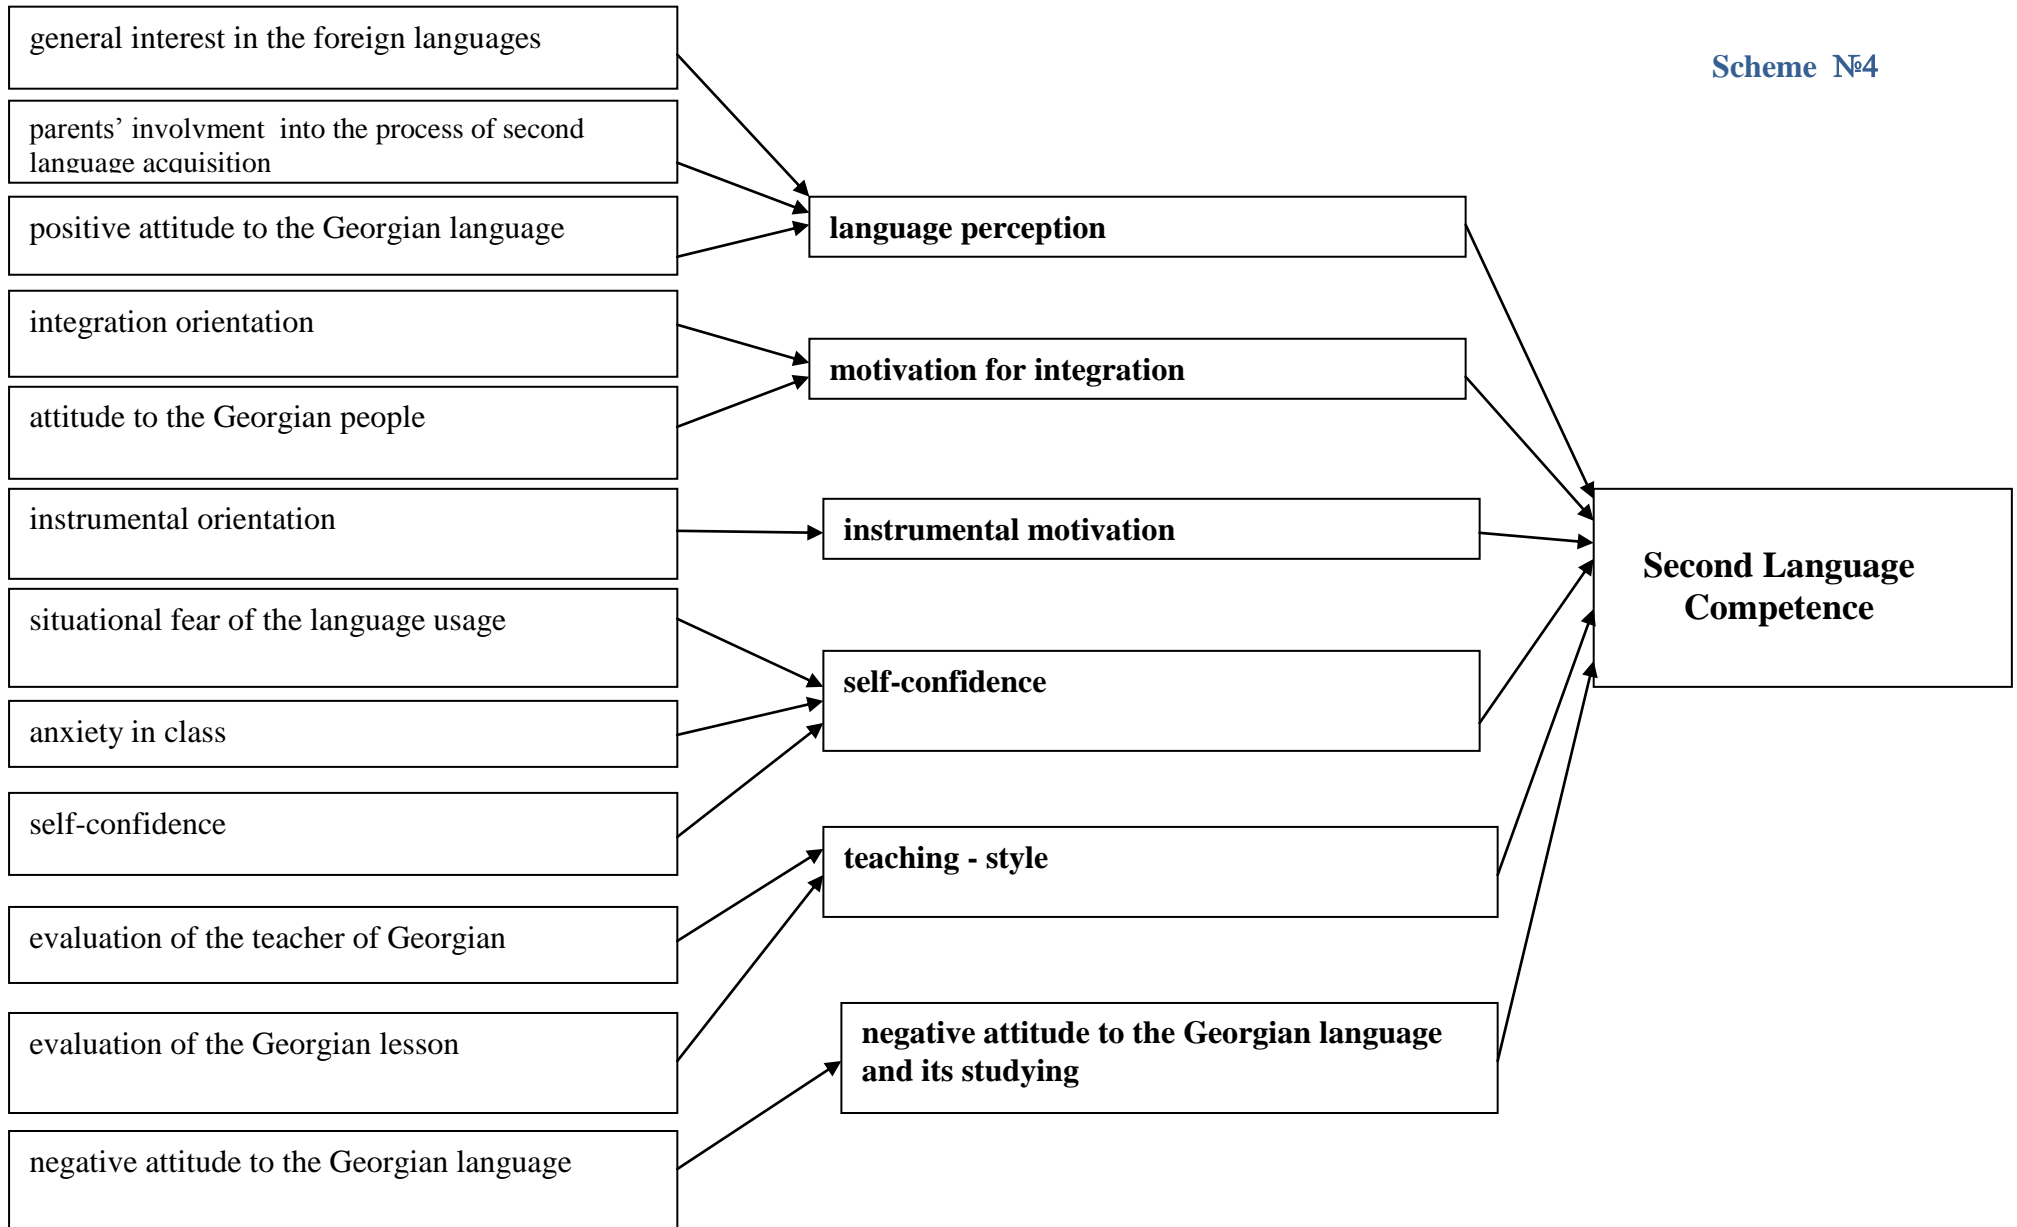 general interest in the foreign languages
Scheme №4
parents’ involvment into the process of second
language acquisition
positive attitude to the Georgian language
language perception
integration orientation
motivation for integration
attitude to the Georgian people
instrumental orientation
instrumental motivation
Second Language
Competence
situational fear of the language usage
self-confidence
anxiety in class
self-confidence
teaching - style
evaluation of the teacher of Georgian
evaluation of the Georgian lesson
negative attitude to the Georgian language
and its studying
negative attitude to the Georgian language